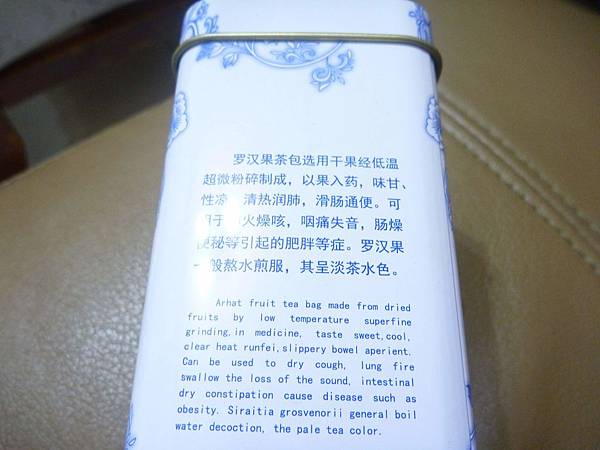 罗汉果茶包选用干果经低温
超微粉碎制成，以果入药，味甘、
性凉，清热润肺，滑肠通便。可
用于 火燥咳，咽痛失音，肠燥
便秘等引起的肥胖等症。罗汉果
一般熬水煎服，其呈淡茶水色。
Arhat fruit tea bag made from dried
fruits by low temperature superfine
grinding,in medicine, taste sweet,cool,
clear heat runfei,slippery bowel aperient.
Can be used to dry cough, lung fire
swallow the loss of the sound, intestinal
dry constipation cause disease such as
obesity. Siraitia grosvenorii general boil
water decoction, the pale tea color.